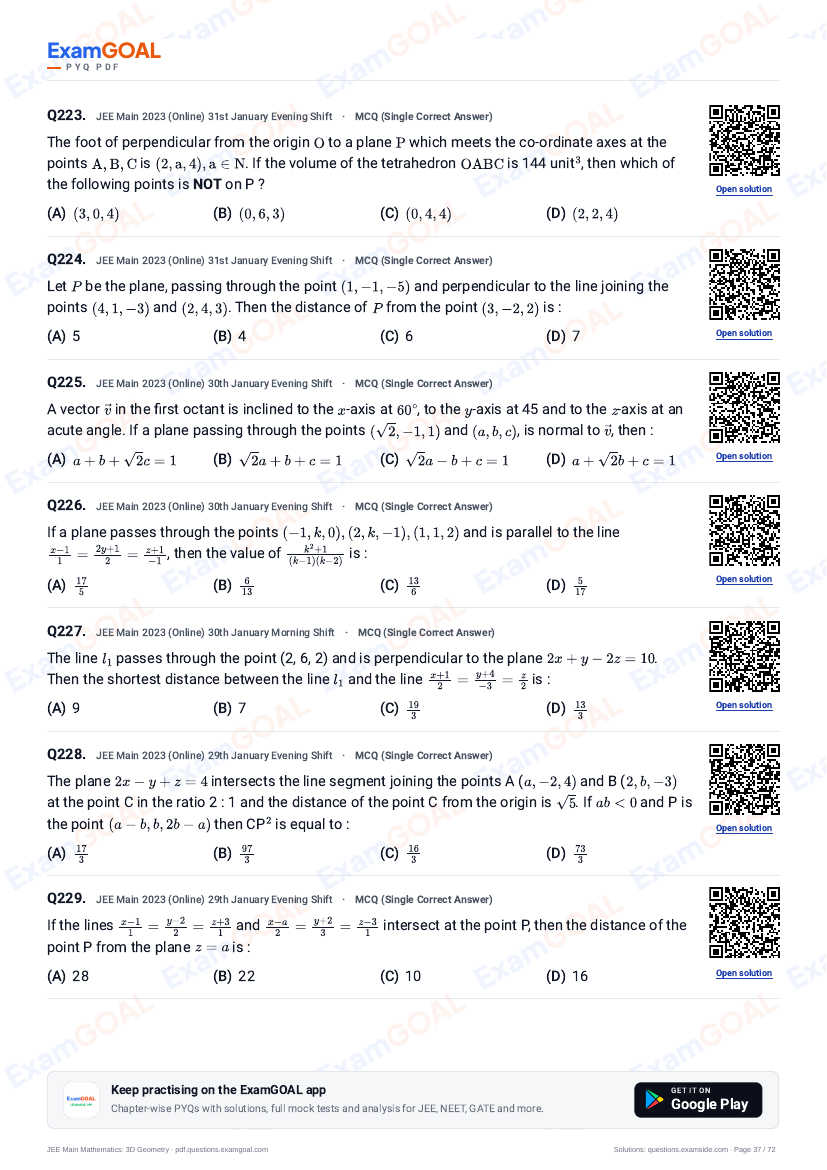 ExamGOAL
PYQ PDF
Q223. JEE Main 2023 (Online) 31st January Evening Shift · MCQ (Single Correct Answer)
The foot of perpendicular from the origin O to a plane P which meets the co-ordinate axes at the
points A, B, C is (2, a, 4), a ∈ N. If the volume of the tetrahedron OABC is 144 unit³, then which of
the following points is NOT on P ?
(A) (3, 0, 4) (B) (0, 6, 3) (C) (0, 4, 4) (D) (2, 2, 4)
Open solution
Q224. JEE Main 2023 (Online) 31st January Evening Shift · MCQ (Single Correct Answer)
Let P be the plane, passing through the point (1, −1, −5) and perpendicular to the line joining the
points (4, 1, −3) and (2, 4, 3). Then the distance of P from the point (3, −2, 2) is :
(A) 5 (B) 4 (C) 6 (D) 7
Open solution
Q225. JEE Main 2023 (Online) 30th January Evening Shift · MCQ (Single Correct Answer)
A vector v⃗ in the first octant is inclined to the x-axis at 60°, to the y-axis at 45 and to the z-axis at an
acute angle. If a plane passing through the points (√2, −1, 1) and (a, b, c), is normal to v⃗, then :
(A) a + b + √2c = 1 (B) √2a + b + c = 1 (C) √2a − b + c = 1 (D) a + √2b + c = 1
Open solution
Q226. JEE Main 2023 (Online) 30th January Evening Shift · MCQ (Single Correct Answer)
If a plane passes through the points (−1, k, 0), (2, k, −1), (1, 1, 2) and is parallel to the line
(x−1)/1 = (2y+1)/2 = (z+1)/−1, then the value of (k²+1)/((k−1)(k−2)) is :
(A) 17/5 (B) 6/13 (C) 13/6 (D) 5/17
Open solution
Q227. JEE Main 2023 (Online) 30th January Morning Shift · MCQ (Single Correct Answer)
The line l₁ passes through the point (2, 6, 2) and is perpendicular to the plane 2x + y − 2z = 10.
Then the shortest distance between the line l₁ and the line (x+1)/2 = (y+4)/−3 = z/2 is :
(A) 9 (B) 7 (C) 19/3 (D) 13/3
Open solution
Q228. JEE Main 2023 (Online) 29th January Evening Shift · MCQ (Single Correct Answer)
The plane 2x − y + z = 4 intersects the line segment joining the points A (a, −2, 4) and B (2, b, −3)
at the point C in the ratio 2 : 1 and the distance of the point C from the origin is √5. If ab < 0 and P is
the point (a − b, b, 2b − a) then CP² is equal to :
(A) 17/3 (B) 97/3 (C) 16/3 (D) 73/3
Open solution
Q229. JEE Main 2023 (Online) 29th January Evening Shift · MCQ (Single Correct Answer)
If the lines (x−1)/1 = (y−2)/2 = (z+3)/1 and (x−a)/2 = (y+2)/3 = (z−3)/1 intersect at the point P, then the distance of the
point P from the plane z = a is :
(A) 28 (B) 22 (C) 10 (D) 16
Open solution
Keep practising on the ExamGOAL app
Chapter-wise PYQs with solutions, full mock tests and analysis for JEE, NEET, GATE and more.
GET IT ON
Google Play
JEE Main Mathematics: 3D Geometry · pdf.questions.examgoal.com
Solutions: questions.examside.com · Page 37 / 72